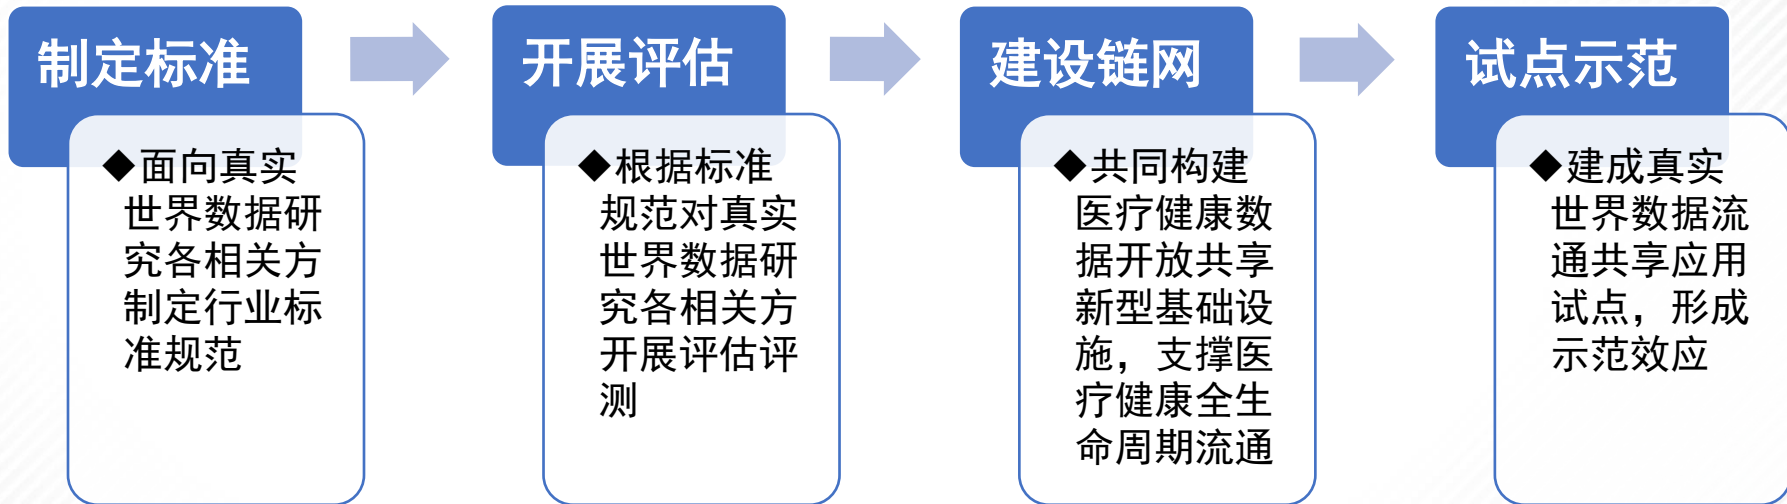 制定标准
◆面向真实
世界数据研
究各相关方
制定行业标
准规范
开展评估
◆根据标准
规范对真实
世界数据研
究各相关方
开展评估评
测
建设链网
◆共同构建
医疗健康数
据开放共享
新型基础设
施，支撑医
疗健康全生
命周期流通
试点示范
◆建成真实
世界数据流
通共享应用
试点，形成
示范效应